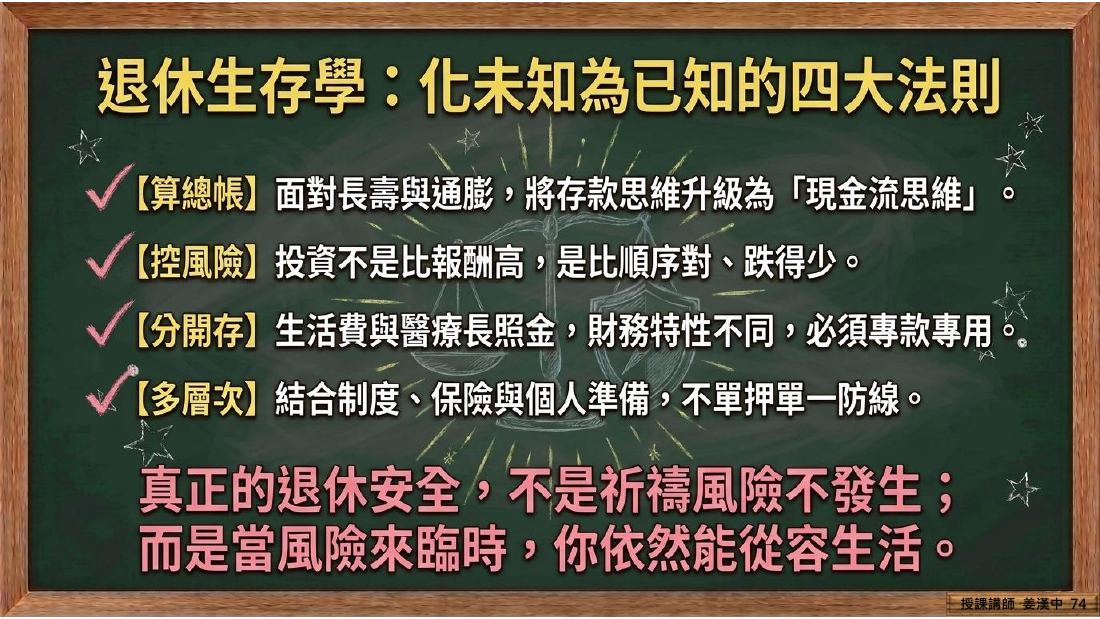 退休生存學：化未知為已知的四大法則
【算總帳】面對長壽與通膨，將存款思維升級為「現金流思維」。
【控風險】投資不是比報酬高，是比順序對、跌得少。
【分開存】生活費與醫療長照金，財務特性不同，必須專款專用。
【多層次】結合制度、保險與個人準備，不單押單一防線。
真正的退休安全，不是祈禱風險不發生；
而是當風險來臨時，你依然能從容生活。
授課講師 姜漢中 74